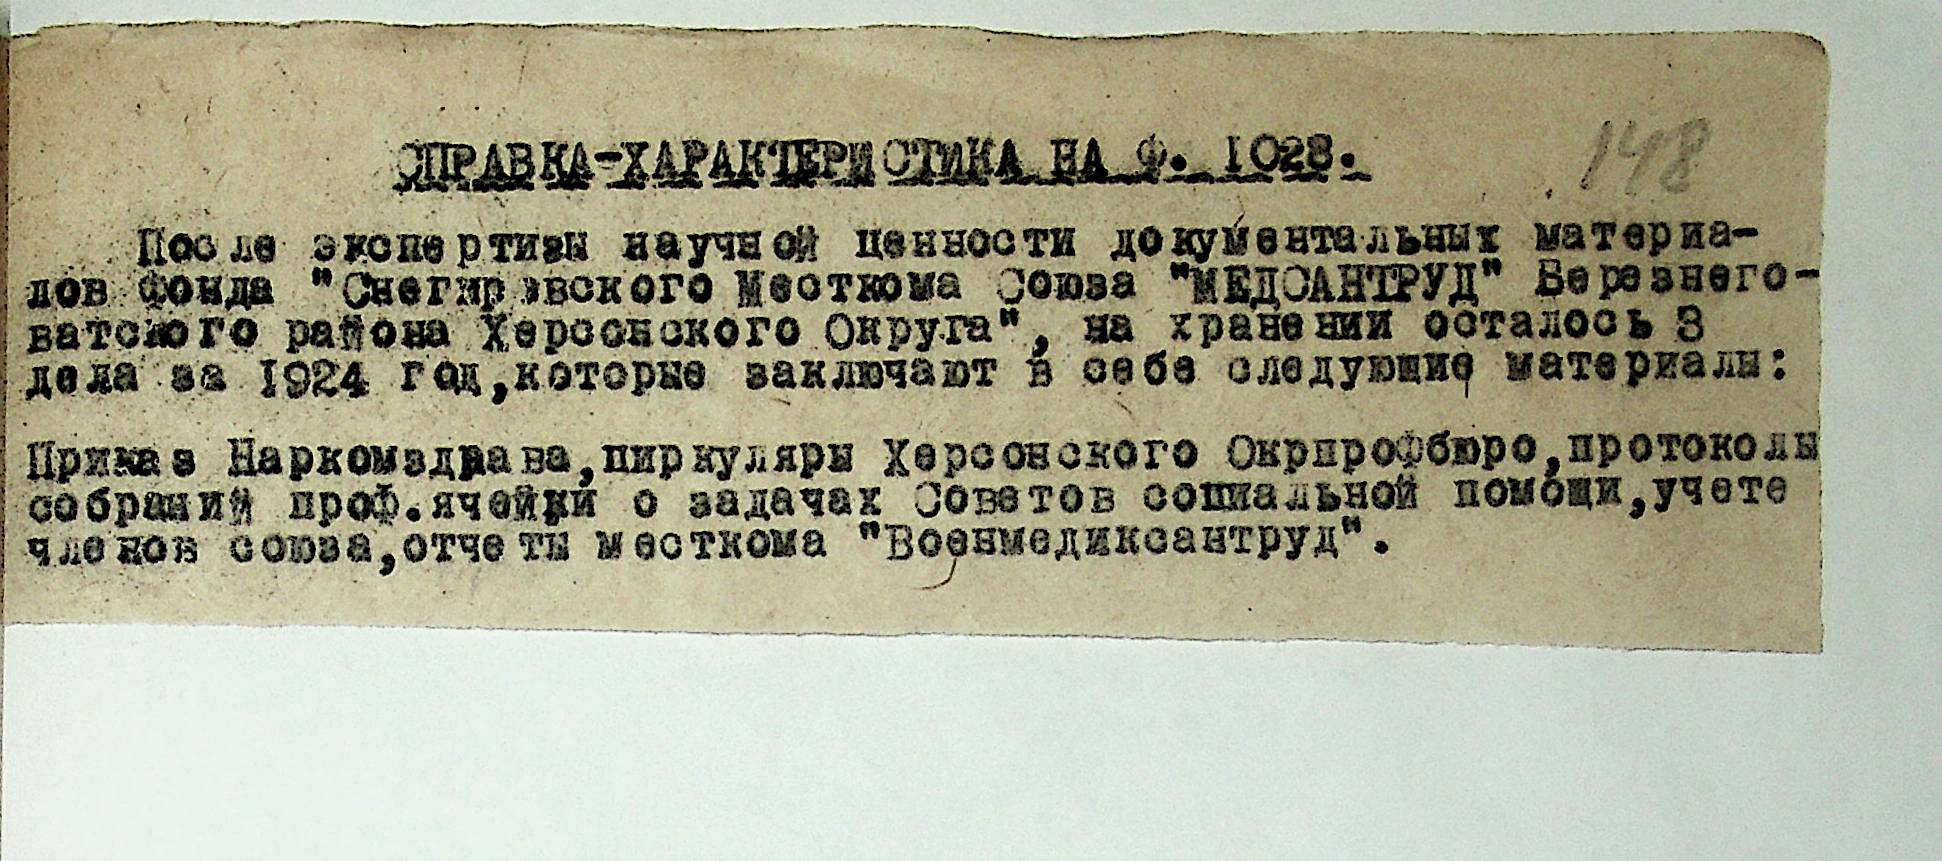 148
СПРАВКА-ХАРАКТЕРИСТИКА НА Ф. 1028.
После экспертизы научной ценности документальных материа-
лов фонда "Снегиревского Месткома Союза "МЕДСАНТРУД" Березнего-
ватского района Херсонского Округа", на хранении осталось 3
дела за 1924 год,которые заключают в себе следующие материалы:
Приказ Наркомздрава,циркуляры Херсонского Окрпрофбюро,протоколы
собраний проф.ячейки о задачах Советов социальной помощи,учете
членов союза,отчеты месткома "Военмедиксантруд".